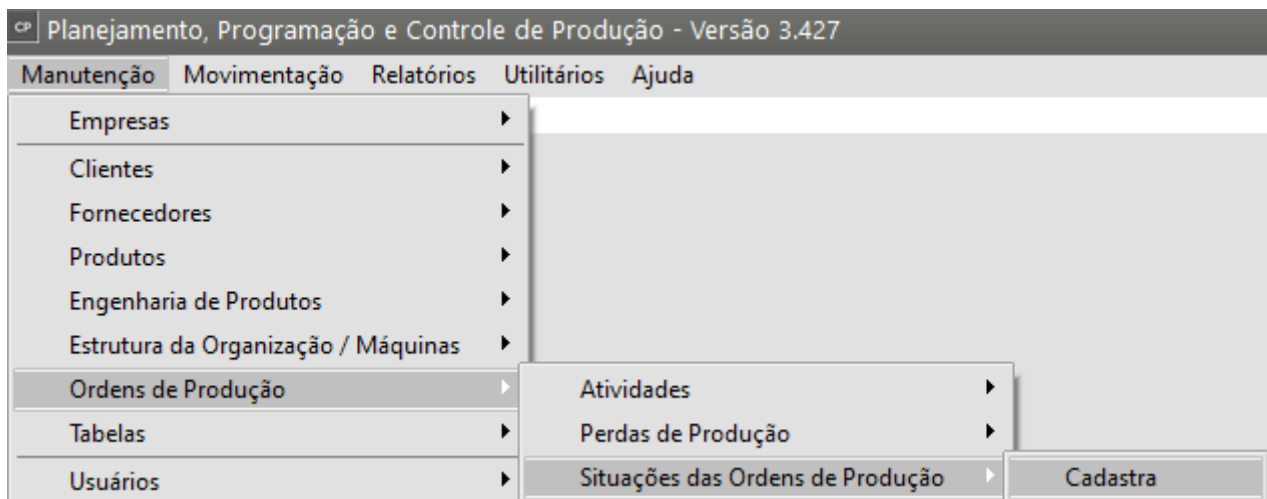 CP Planejamento, Programação e Controle de Produção - Versão 3.427
Manutenção Movimentação Relatórios Utilitários Ajuda
Empresas
Clientes
Fornecedores
Produtos
Engenharia de Produtos
Estrutura da Organização / Máquinas
Ordens de Produção Atividades
Tabelas Perdas de Produção
Usuários Situações das Ordens de Produção Cadastra